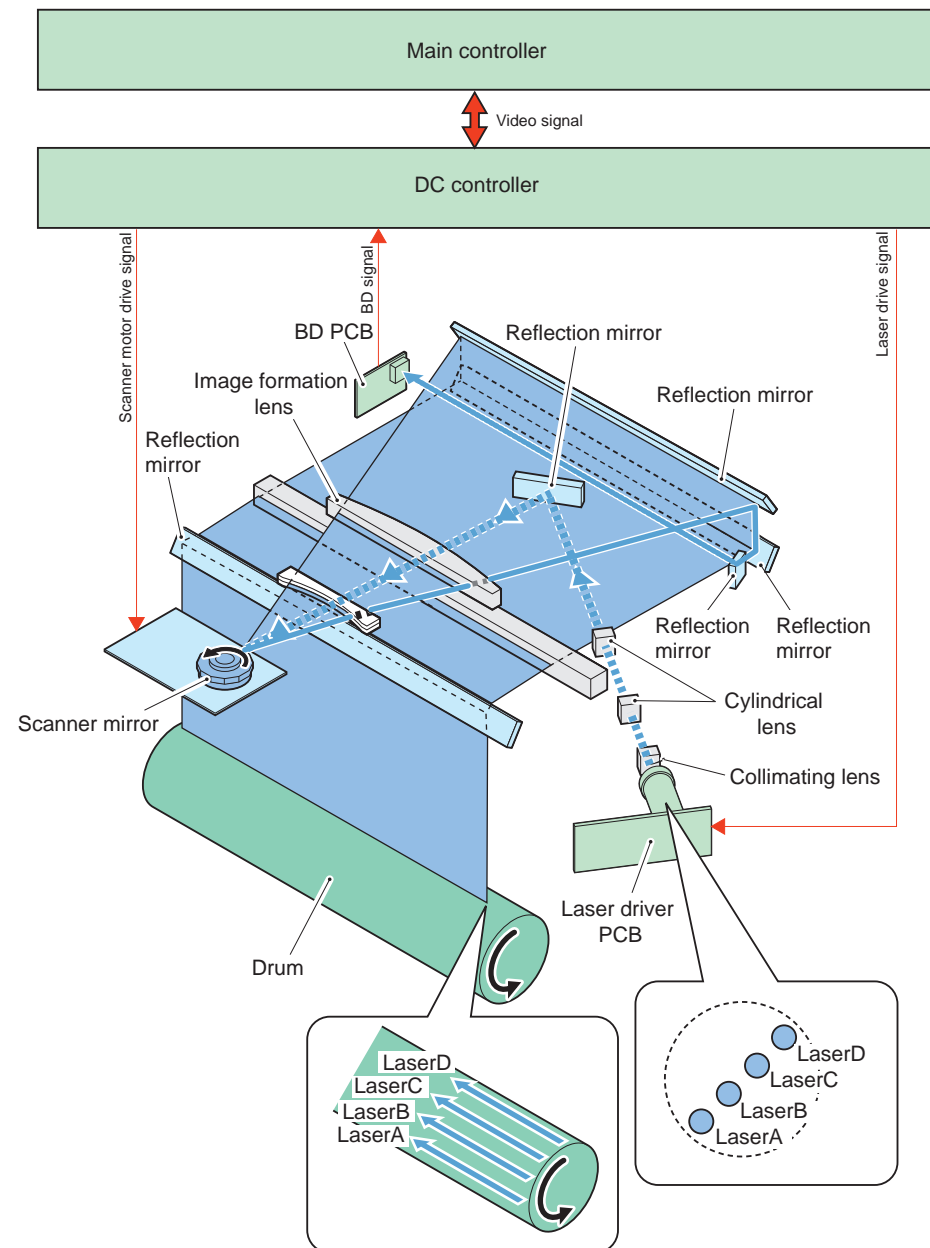 Main controller
Video signal
DC controller
Scanner motor drive signal
BD signal
Laser drive signal
BD PCB
Reflection mirror
Image formation
lens
Reflection mirror
Reflection
mirror
Reflection
mirror
Reflection
mirror
Cylindrical
lens
Scanner mirror
Collimating lens
Laser driver
PCB
Drum
LaserD
LaserC
LaserB
LaserA
LaserD
LaserC
LaserB
LaserA